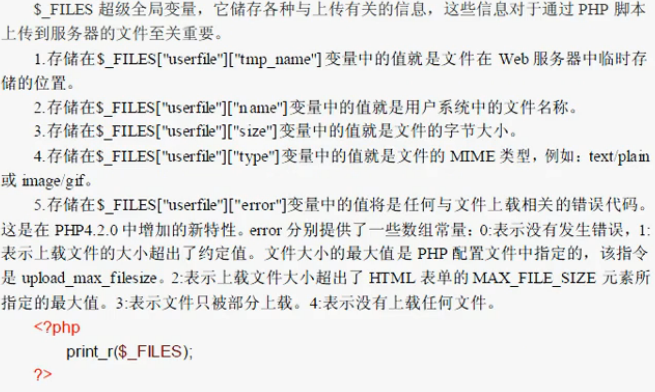 $_FILES 超级全局变量，它储存各种与上传有关的信息，这些信息对于通过 PHP 脚本
上传到服务器的文件至关重要。
1.存储在$_FILES["userfile"]["tmp_name"]变量中的值就是文件在 Web 服务器中临时存
储的位置。
2.存储在$_FILES["userfile"]["name"]变量中的值就是用户系统中的文件名称。
3.存储在$_FILES["userfile"]["size"]变量中的值就是文件的字节大小。
4.存储在$_FILES["userfile"]["type"]变量中的值就是文件的 MIME 类型，例如：text/plain
或 image/gif。
5.存储在$_FILES["userfile"]["error"]变量中的值将是任何与文件上载相关的错误代码。
这是在 PHP4.2.0 中增加的新特性。error 分别提供了一些数组常量：0:表示没有发生错误，1:
表示上载文件的大小超出了约定值。文件大小的最大值是 PHP 配置文件中指定的，该指令
是 upload_max_filesize。2:表示上载文件大小超出了 HTML 表单的 MAX_FILE_SIZE 元素所
指定的最大值。3:表示文件只被部分上载。4:表示没有上载任何文件。
<?php
print_r($_FILES);
?>